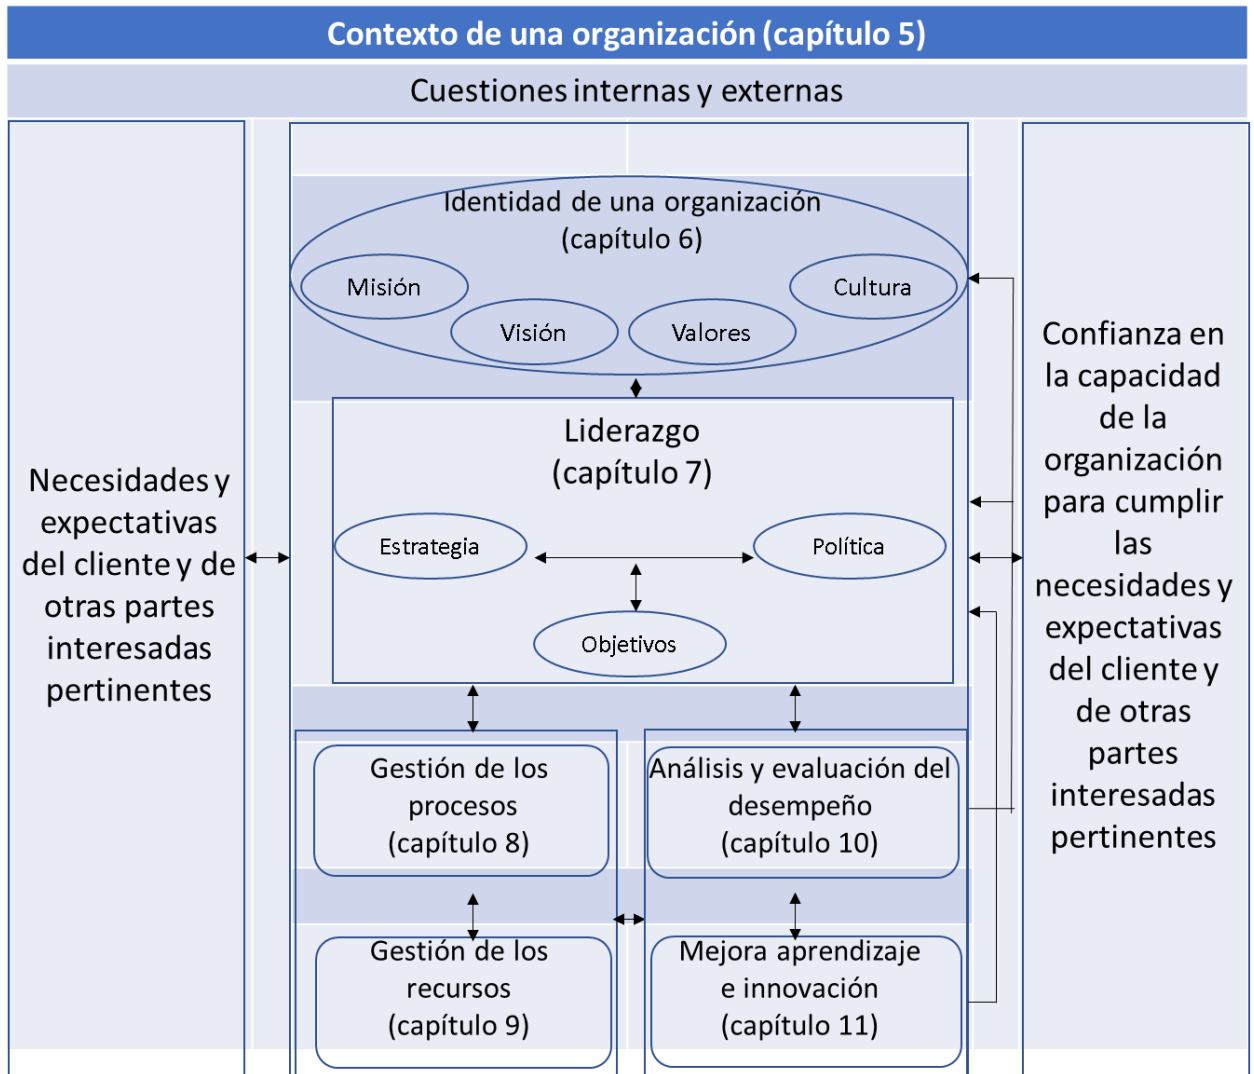 Contexto de una organización (capítulo 5)
Cuestiones internas y externas
Necesidades y
expectativas
del cliente y de
otras partes
interesadas
pertinentes
Identidad de una organización
(capítulo 6)
Misión
Visión
Valores
Cultura
Liderazgo
(capítulo 7)
Estrategia
Política
Objetivos
Gestión de los
procesos
(capítulo 8)
Análisis y evaluación del
desempeño
(capítulo 10)
Gestión de los
recursos
(capítulo 9)
Mejora aprendizaje
e innovación
(capítulo 11)
Confianza en
la capacidad
de la
organización
para cumplir
las
necesidades y
expectativas
del cliente y
de otras
partes
interesadas
pertinentes